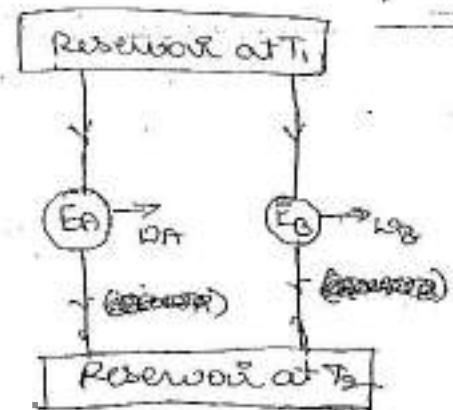 Reservoir at T₁
EA
WA
EB
WB
Reservoir at T₂